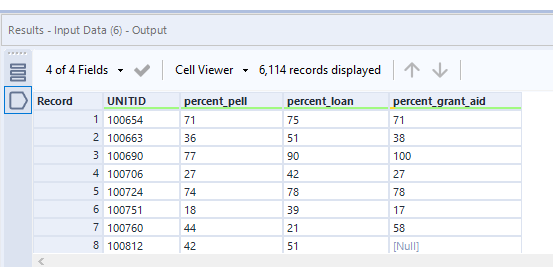 Results - Input Data (6) - Output
4 of 4 Fields Cell Viewer 6,114 records displayed
Record UNITID percent_pell percent_loan percent_grant_aid
1 100654 71 75 71
2 100663 36 51 38
3 100690 77 90 100
4 100706 27 42 27
5 100724 74 78 78
6 100751 18 39 17
7 100760 44 21 58
8 100812 42 51 [Null]